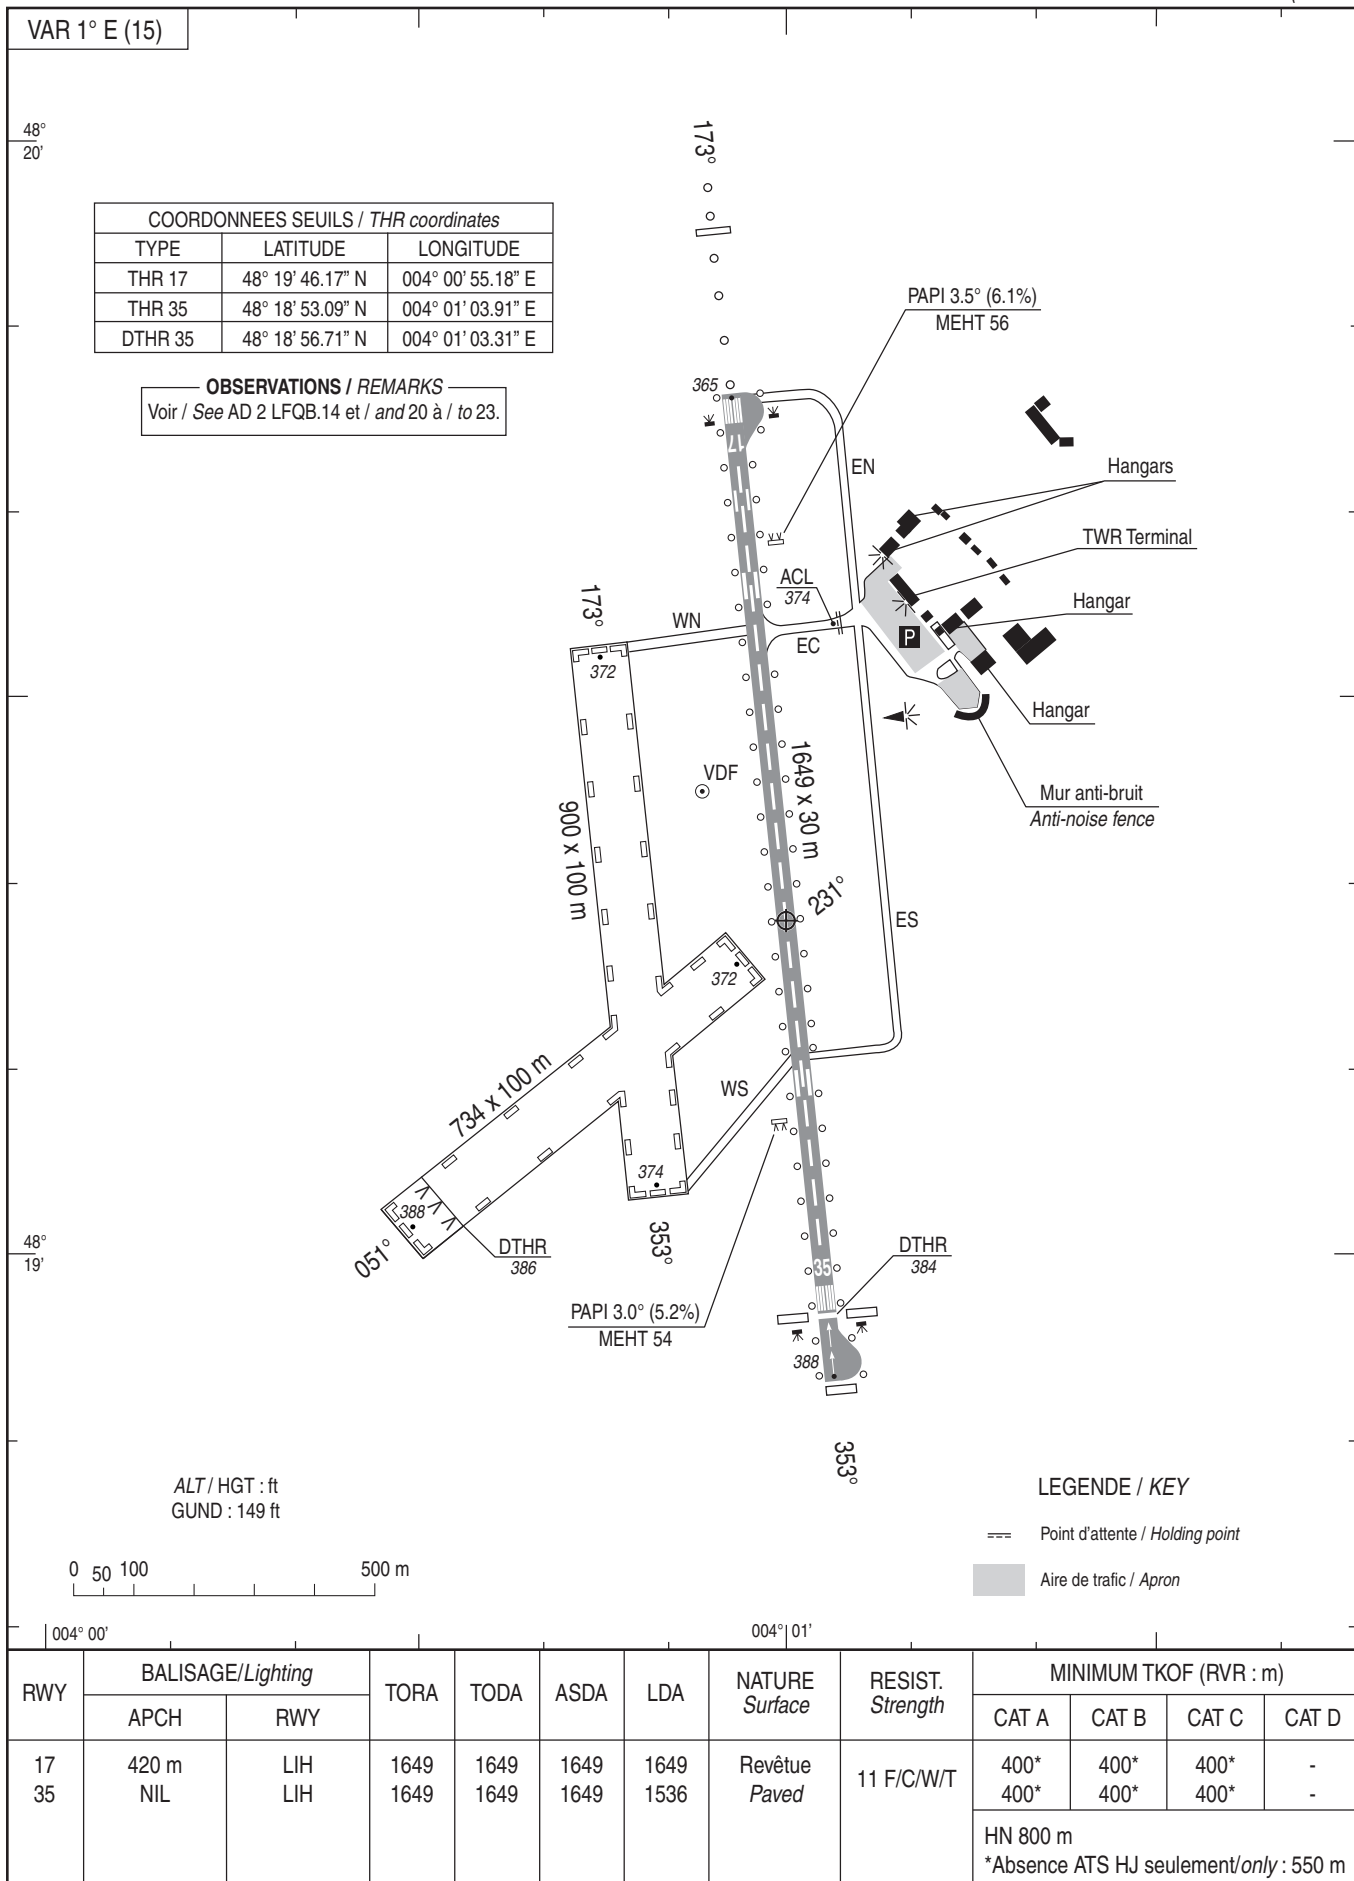 VAR 1° E (15)
48°
20'
173°
COORDONNEES SEUILS / THR coordinates
TYPE LATITUDE LONGITUDE
THR 17 48° 19' 46.17" N 004° 00' 55.18" E
THR 35 48° 18' 53.09" N 004° 01' 03.91" E
DTHR 35 48° 18' 56.71" N 004° 01' 03.31" E
PAPI 3.5° (6.1%)
MEHT 56
OBSERVATIONS / REMARKS
Voir / See AD 2 LFQB.14 et / and 20 à / to 23.
365
17
EN
Hangars
TWR Terminal
ACL
374
173°
WN
EC
P
Hangar
372
Hangar
VDF
1649 x 30 m
Mur anti-bruit
Anti-noise fence
900 x 100 m
231°
ES
372
734 x 100 m
WS
374
388
051°
DTHR
386
353°
DTHR
384
35
PAPI 3.0° (5.2%)
MEHT 54
388
353°
ALT / HGT : ft
GUND : 149 ft
48°
19'
LEGENDE / KEY
Point d'attente / Holding point
Aire de trafic / Apron
0 50 100 500 m
004° 00' 004° 01'
RWY BALISAGE/Lighting TORA TODA ASDA LDA NATURE Surface RESIST. Strength MINIMUM TKOF (RVR : m)
APCH RWY CAT A CAT B CAT C CAT D
17 420 m LIH 1649 1649 1649 1649 Revêtue 11 F/C/W/T 400* 400* 400* -
35 NIL LIH 1649 1649 1649 1536 Paved 400* 400* 400* -
HN 800 m
*Absence ATS HJ seulement/only : 550 m